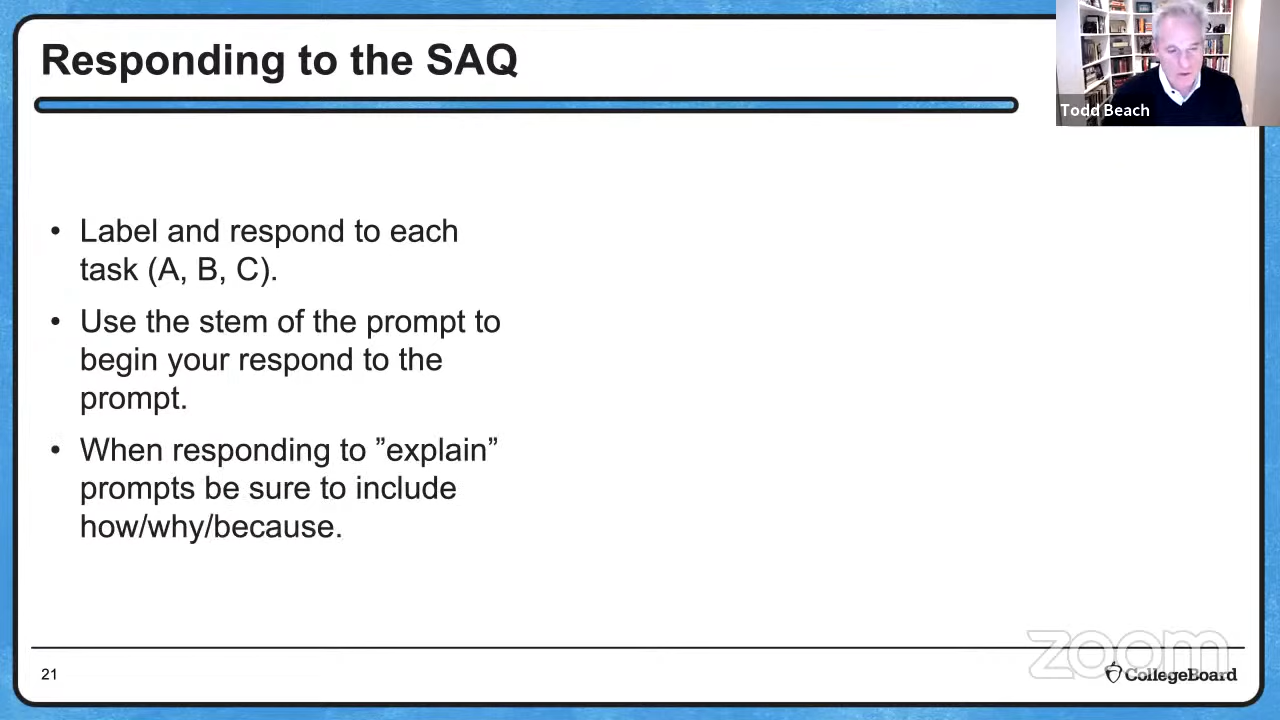 Responding to the SAQ
Todd Beach
• Label and respond to each
task (A, B, C).
• Use the stem of the prompt to
begin your respond to the
prompt.
• When responding to ”explain”
prompts be sure to include
how/why/because.
zoom
21
CollegeBoard